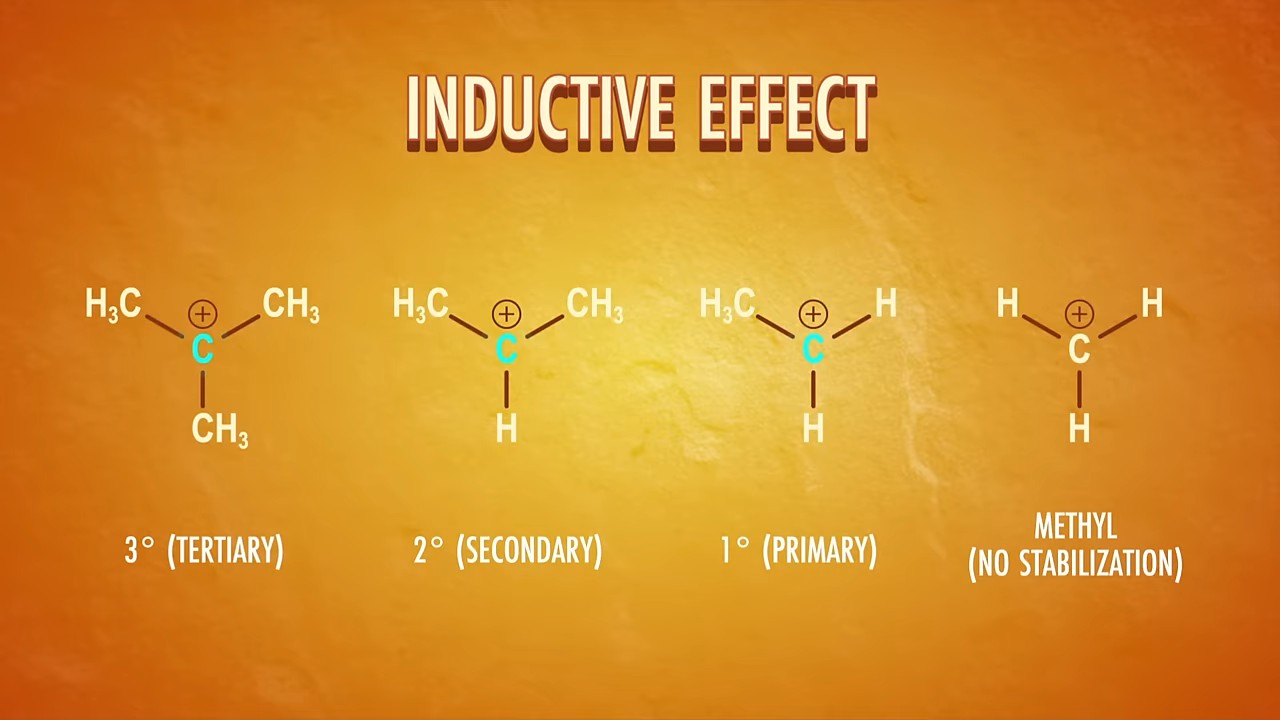 INDUCTIVE EFFECT
H₃C ⊕ CH₃
C
CH₃
3° (TERTIARY)
H₃C ⊕ CH₃
C
H
2° (SECONDARY)
H₃C ⊕ H
C
H
1° (PRIMARY)
H ⊕ H
C
H
METHYL
(NO STABILIZATION)